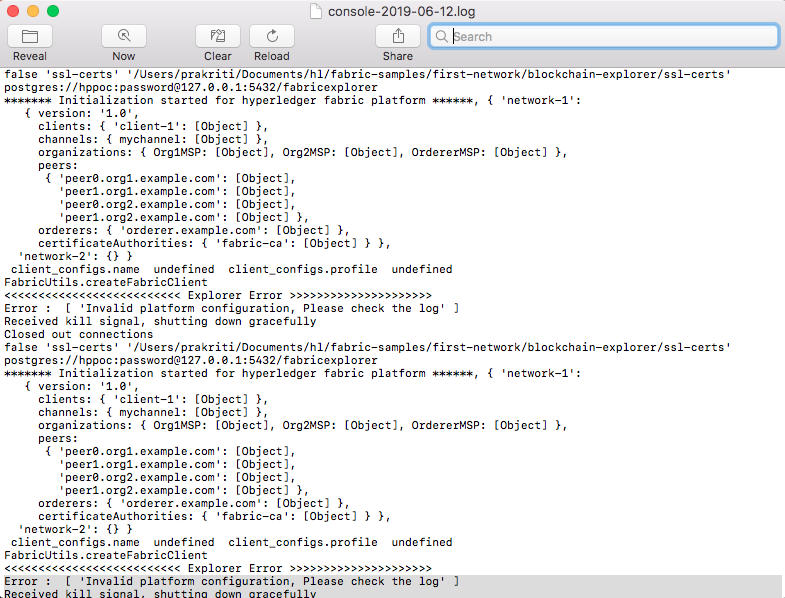 console-2019-06-12.log
Search
Reveal
Now
Clear
Reload
Share
false 'ssl-certs' '/Users/prakriti/Documents/hl/fabric-samples/first-network/blockchain-explorer/ssl-certs'
postgres://hppoc:password@127.0.0.1:5432/fabricexplorer
******* Initialization started for hyperledger fabric platform ******, { 'network-1':
   { version: '1.0',
     clients: { 'client-1': [Object] },
     channels: { mychannel: [Object] },
     organizations: { Org1MSP: [Object], Org2MSP: [Object], OrdererMSP: [Object] },
     peers:
      { 'peer0.org1.example.com': [Object],
        'peer1.org1.example.com': [Object],
        'peer0.org2.example.com': [Object],
        'peer1.org2.example.com': [Object] },
     orderers: { 'orderer.example.com': [Object] },
     certificateAuthorities: { 'fabric-ca': [Object] } },
  'network-2': {} }
 client_configs.name  undefined  client_configs.profile  undefined
FabricUtils.createFabricClient
<<<<<<<<<<<<<<<<<<<<<<<<<< Explorer Error >>>>>>>>>>>>>>>>>>>>>
Error :  [ 'Invalid platform configuration, Please check the log' ]
Received kill signal, shutting down gracefully
Closed out connections
false 'ssl-certs' '/Users/prakriti/Documents/hl/fabric-samples/first-network/blockchain-explorer/ssl-certs'
postgres://hppoc:password@127.0.0.1:5432/fabricexplorer
******* Initialization started for hyperledger fabric platform ******, { 'network-1':
   { version: '1.0',
     clients: { 'client-1': [Object] },
     channels: { mychannel: [Object] },
     organizations: { Org1MSP: [Object], Org2MSP: [Object], OrdererMSP: [Object] },
     peers:
      { 'peer0.org1.example.com': [Object],
        'peer1.org1.example.com': [Object],
        'peer0.org2.example.com': [Object],
        'peer1.org2.example.com': [Object] },
     orderers: { 'orderer.example.com': [Object] },
     certificateAuthorities: { 'fabric-ca': [Object] } },
  'network-2': {} }
 client_configs.name  undefined  client_configs.profile  undefined
FabricUtils.createFabricClient
<<<<<<<<<<<<<<<<<<<<<<<<<< Explorer Error >>>>>>>>>>>>>>>>>>>>>
Error :  [ 'Invalid platform configuration, Please check the log' ]
Received kill signal, shutting down gracefully